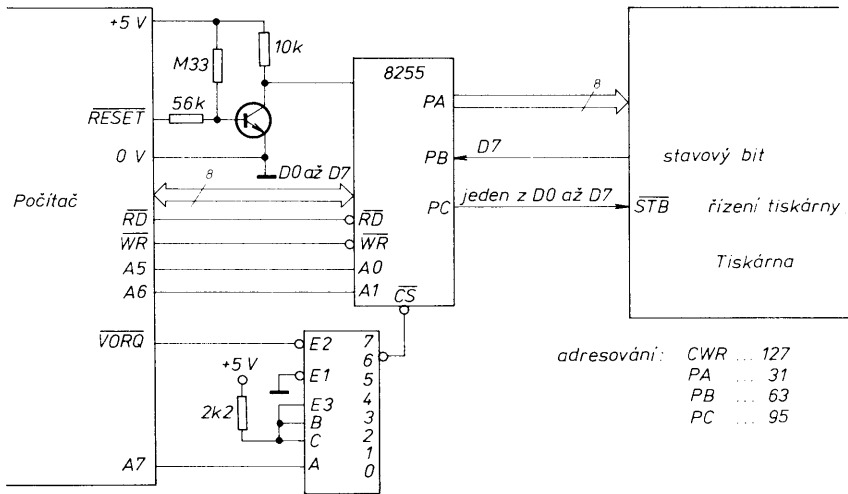 +5 V
10k
M33
8255
56k
RESET
PA
8
0 V
PB
D7
stavový bit
8
D0 až D7
Počítač
PC
jeden z D0 až D7
STB
řízení tiskárny
RD
RD
WR
WR
Tiskárna
A5
A0
A6
A1
CS
VORQ
E2
7
6
+5 V
E1
5
4
2k2
E3
3
B
2
C
1
A7
A
0
adresování: CWR ... 127
PA ... 31
PB ... 63
PC ... 95